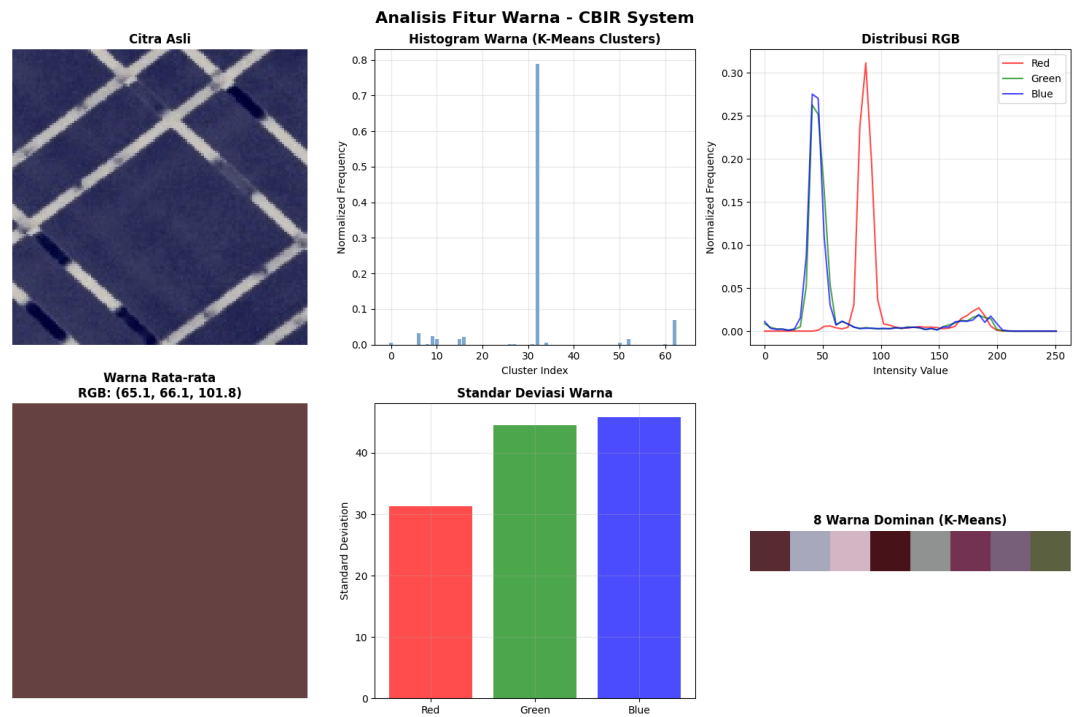 Analisis Fitur Warna - CBIR System
Citra Asli
Histogram Warna (K-Means Clusters)
Normalized Frequency
0.8
0.7
0.6
0.5
0.4
0.3
0.2
0.1
0.0
0 10 20 30 40 50 60
Cluster Index
Distribusi RGB
Normalized Frequency
0.30
0.25
0.20
0.15
0.10
0.05
0.00
Red
Green
Blue
0 50 100 150 200 250
Intensity Value
Warna Rata-rata
RGB: (65.1, 66.1, 101.8)
Standar Deviasi Warna
Standard Deviation
40
30
20
10
0
Red Green Blue
8 Warna Dominan (K-Means)